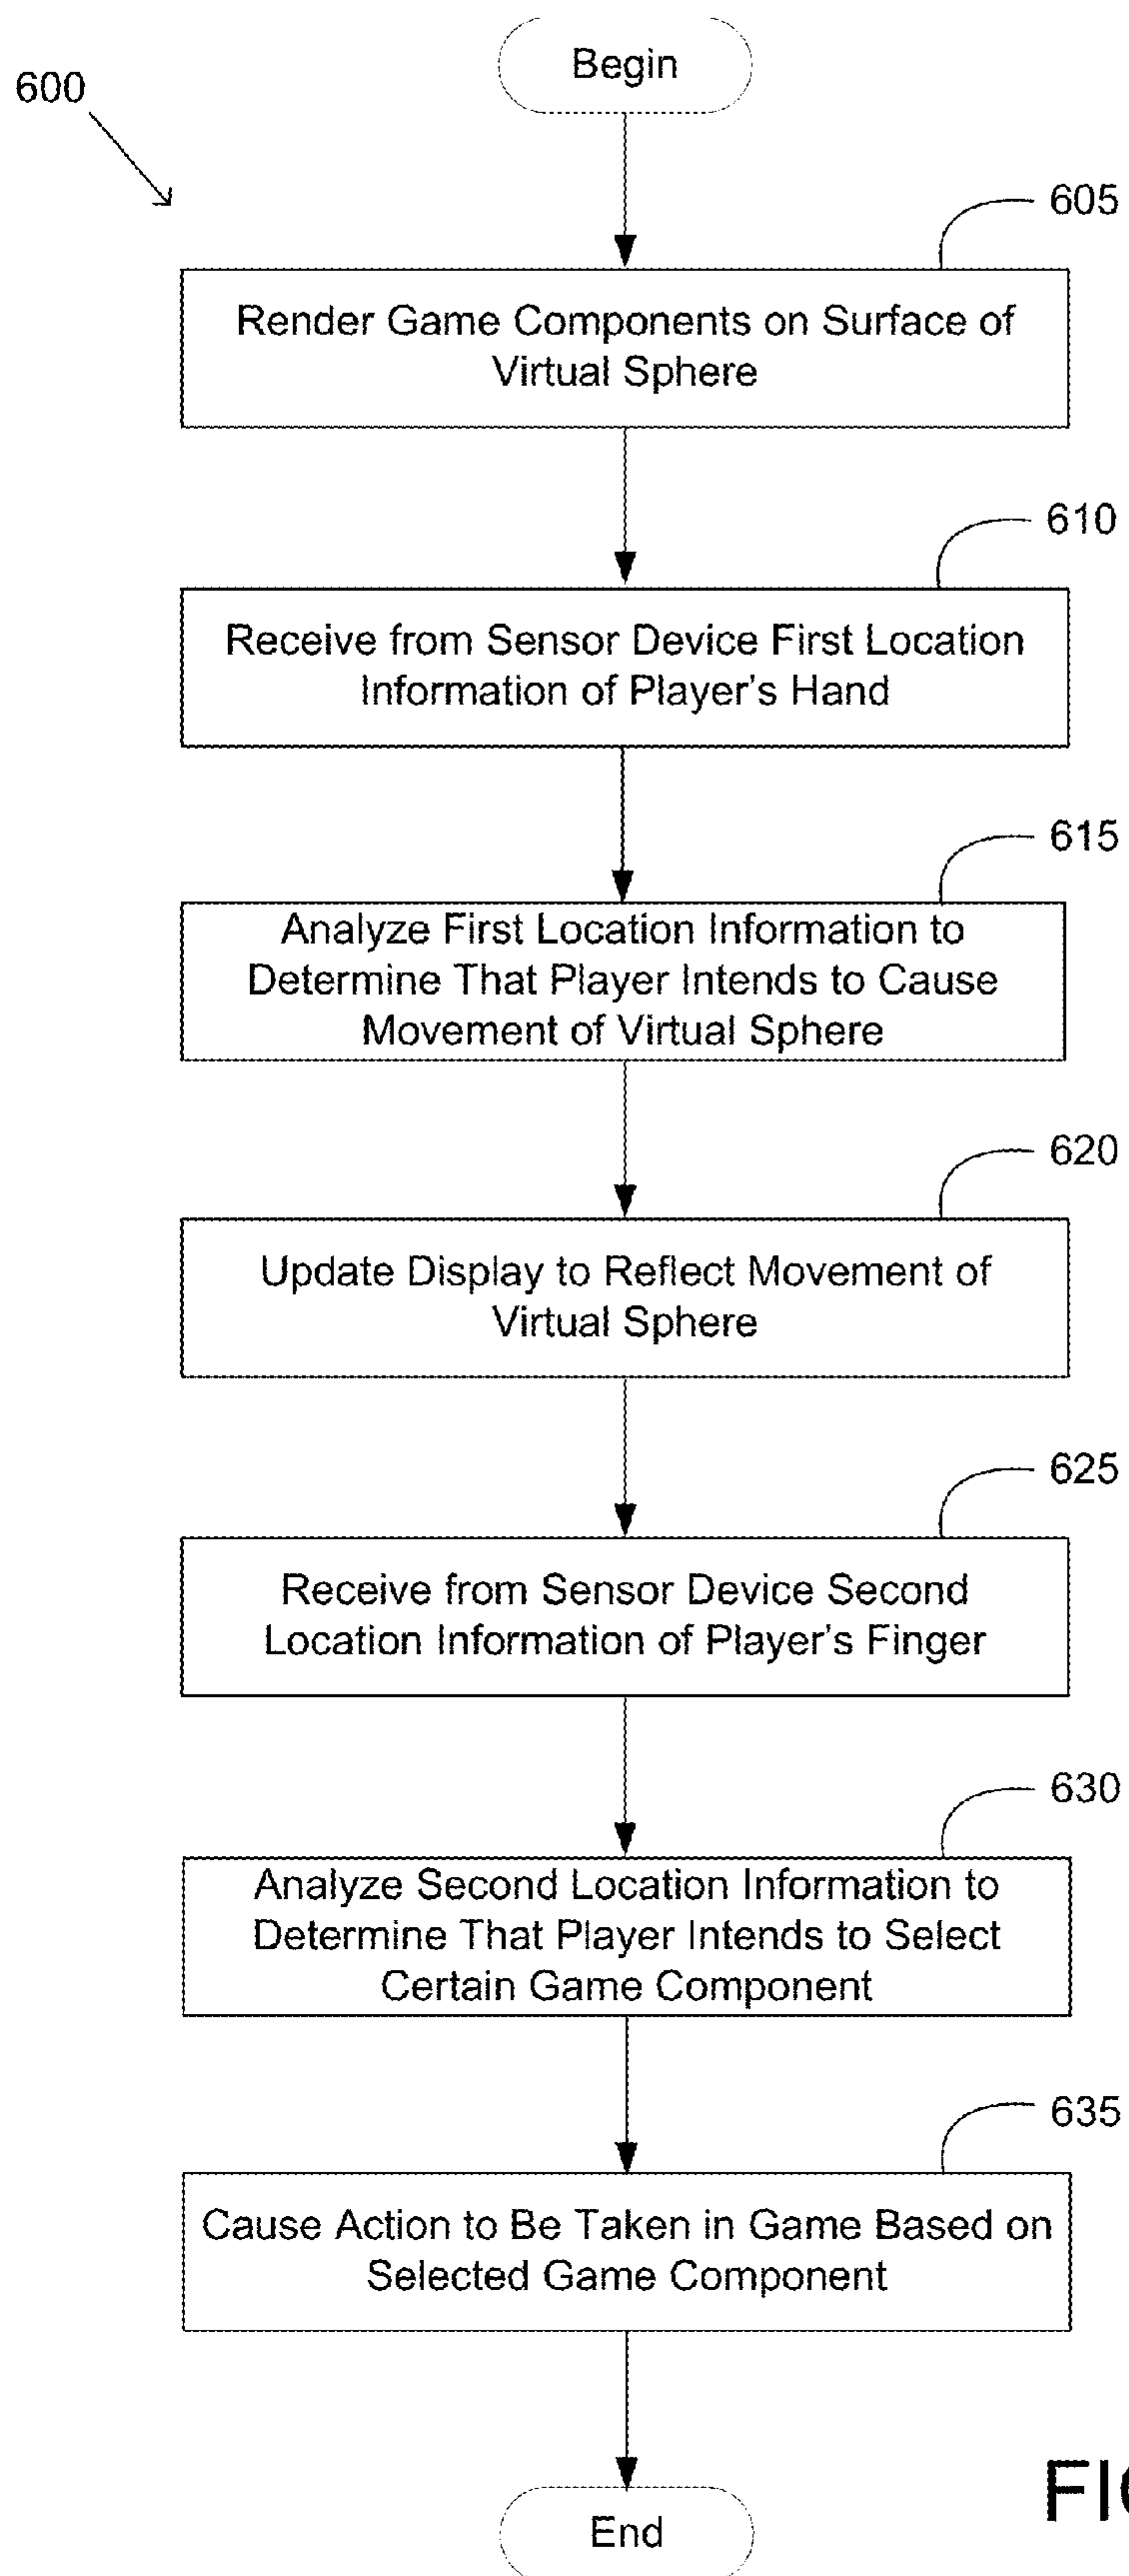 Begin
600
605
Render Game Components on Surface of
Virtual Sphere
610
Receive from Sensor Device First Location
Information of Player's Hand
615
Analyze First Location Information to
Determine That Player Intends to Cause
Movement of Virtual Sphere
620
Update Display to Reflect Movement of
Virtual Sphere
625
Receive from Sensor Device Second
Location Information of Player's Finger
630
Analyze Second Location Information to
Determine That Player Intends to Select
Certain Game Component
635
Cause Action to Be Taken in Game Based on
Selected Game Component
End